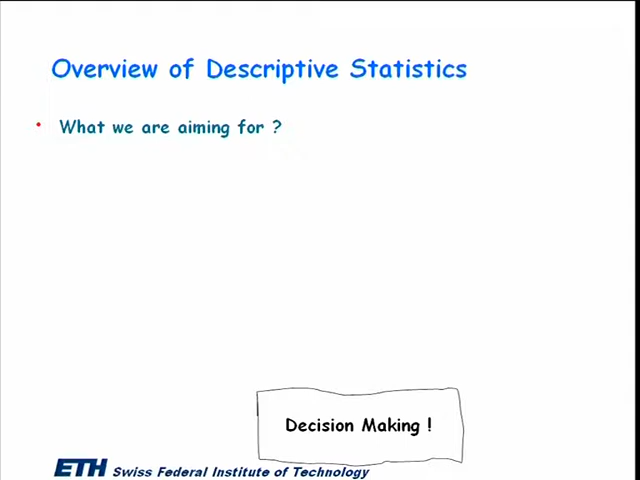 Overview of Descriptive Statistics
• What we are aiming for ?
Decision Making !
ETH Swiss Federal Institute of Technology